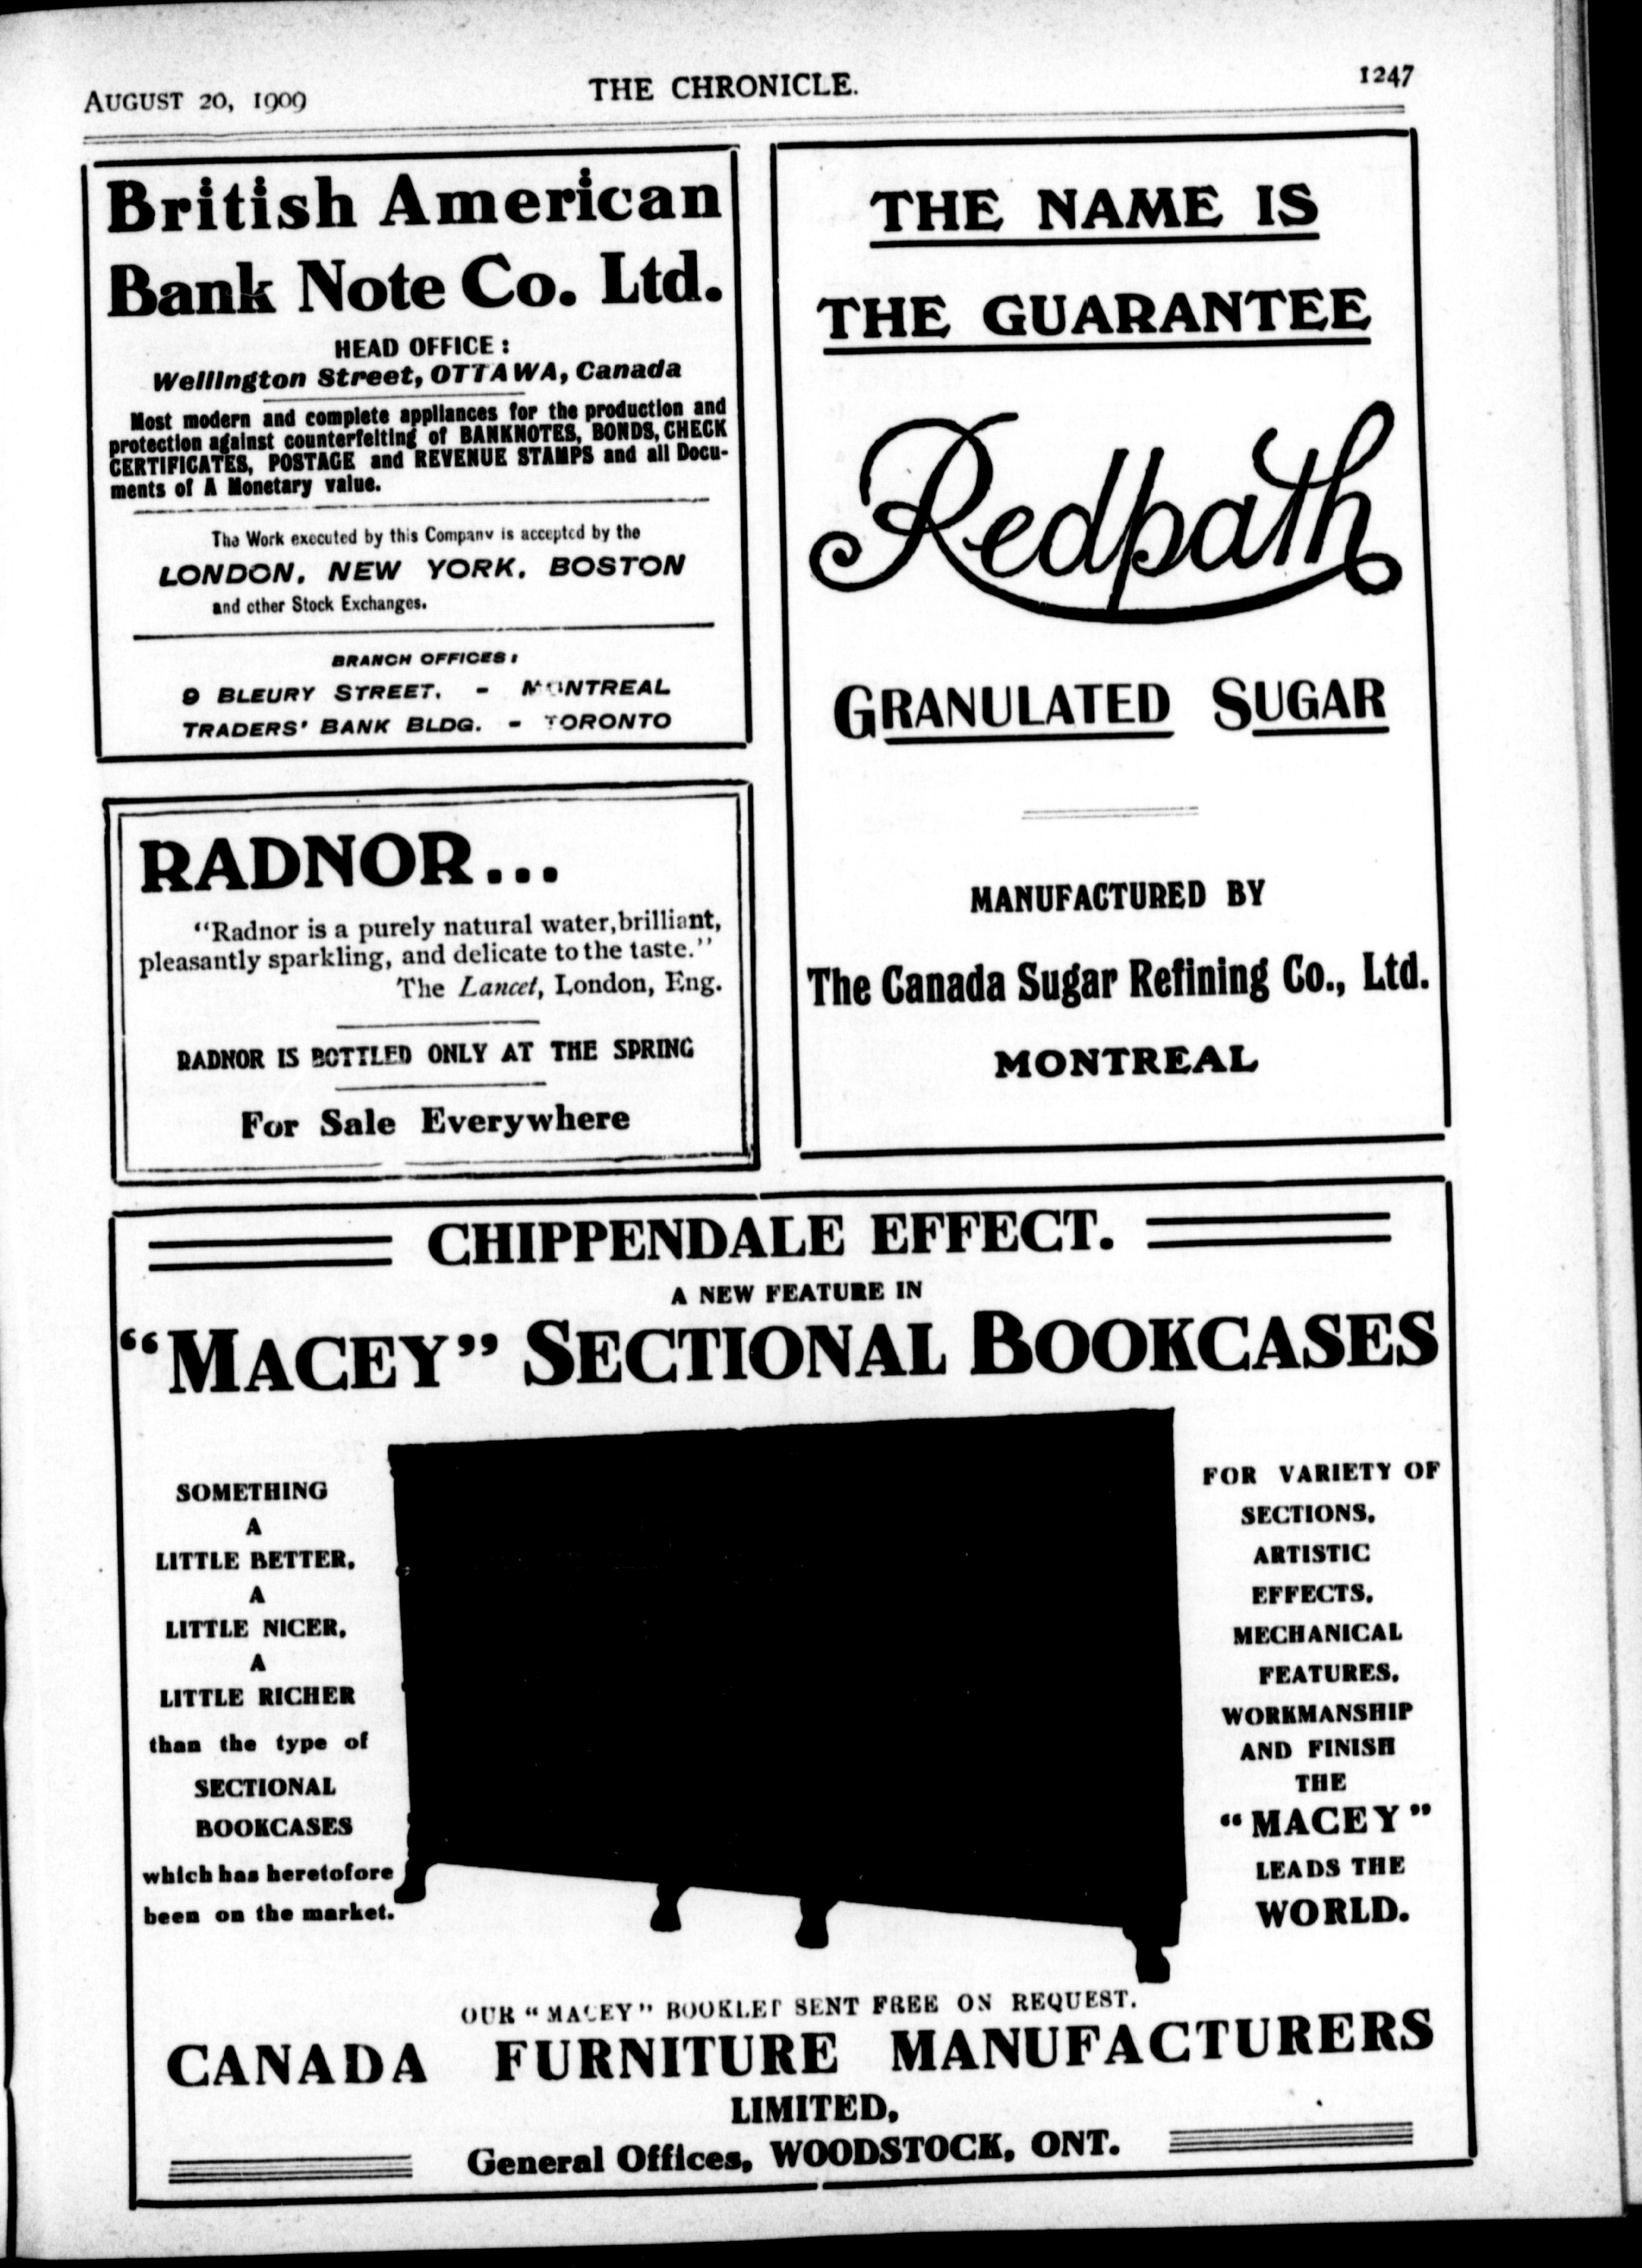 AUGUST 20, 1909
THE CHRONICLE.
1247
British American
Bank Note Co. Ltd.
HEAD OFFICE:
Wellington Street, OTTAWA, Canada
Most modern and complete appliances for the production and
protection against counterfeiting of BANKNOTES, BONDS, CHECK
CERTIFICATES, POSTAGE and REVENUE STAMPS and all Docu-
ments of A Monetary value.
The Work executed by this Company is accepted by the
LONDON, NEW YORK, BOSTON
and other Stock Exchanges.
BRANCH OFFICES:
9 BLEURY STREET, - MONTREAL
TRADERS' BANK BLDG. - TORONTO
RADNOR...
"Radnor is a purely natural water, brilliant,
pleasantly sparkling, and delicate to the taste."
The Lancet, London, Eng.
RADNOR IS BOTTLED ONLY AT THE SPRING
For Sale Everywhere
THE NAME IS
THE GUARANTEE
Redpath
GRANULATED SUGAR
MANUFACTURED BY
The Canada Sugar Refining Co., Ltd.
MONTREAL
CHIPPENDALE EFFECT.
A NEW FEATURE IN
"MACEY" SECTIONAL BOOKCASES
SOMETHING
A
LITTLE BETTER,
A
LITTLE NICER,
A
LITTLE RICHER
than the type of
SECTIONAL
BOOKCASES
which has heretofore
been on the market.
FOR VARIETY OF
SECTIONS,
ARTISTIC
EFFECTS,
MECHANICAL
FEATURES,
WORKMANSHIP
AND FINISH
THE
"MACEY"
LEADS THE
WORLD.
OUR "MACEY" BOOKLET SENT FREE ON REQUEST.
CANADA FURNITURE MANUFACTURERS
LIMITED,
General Offices, WOODSTOCK, ONT.